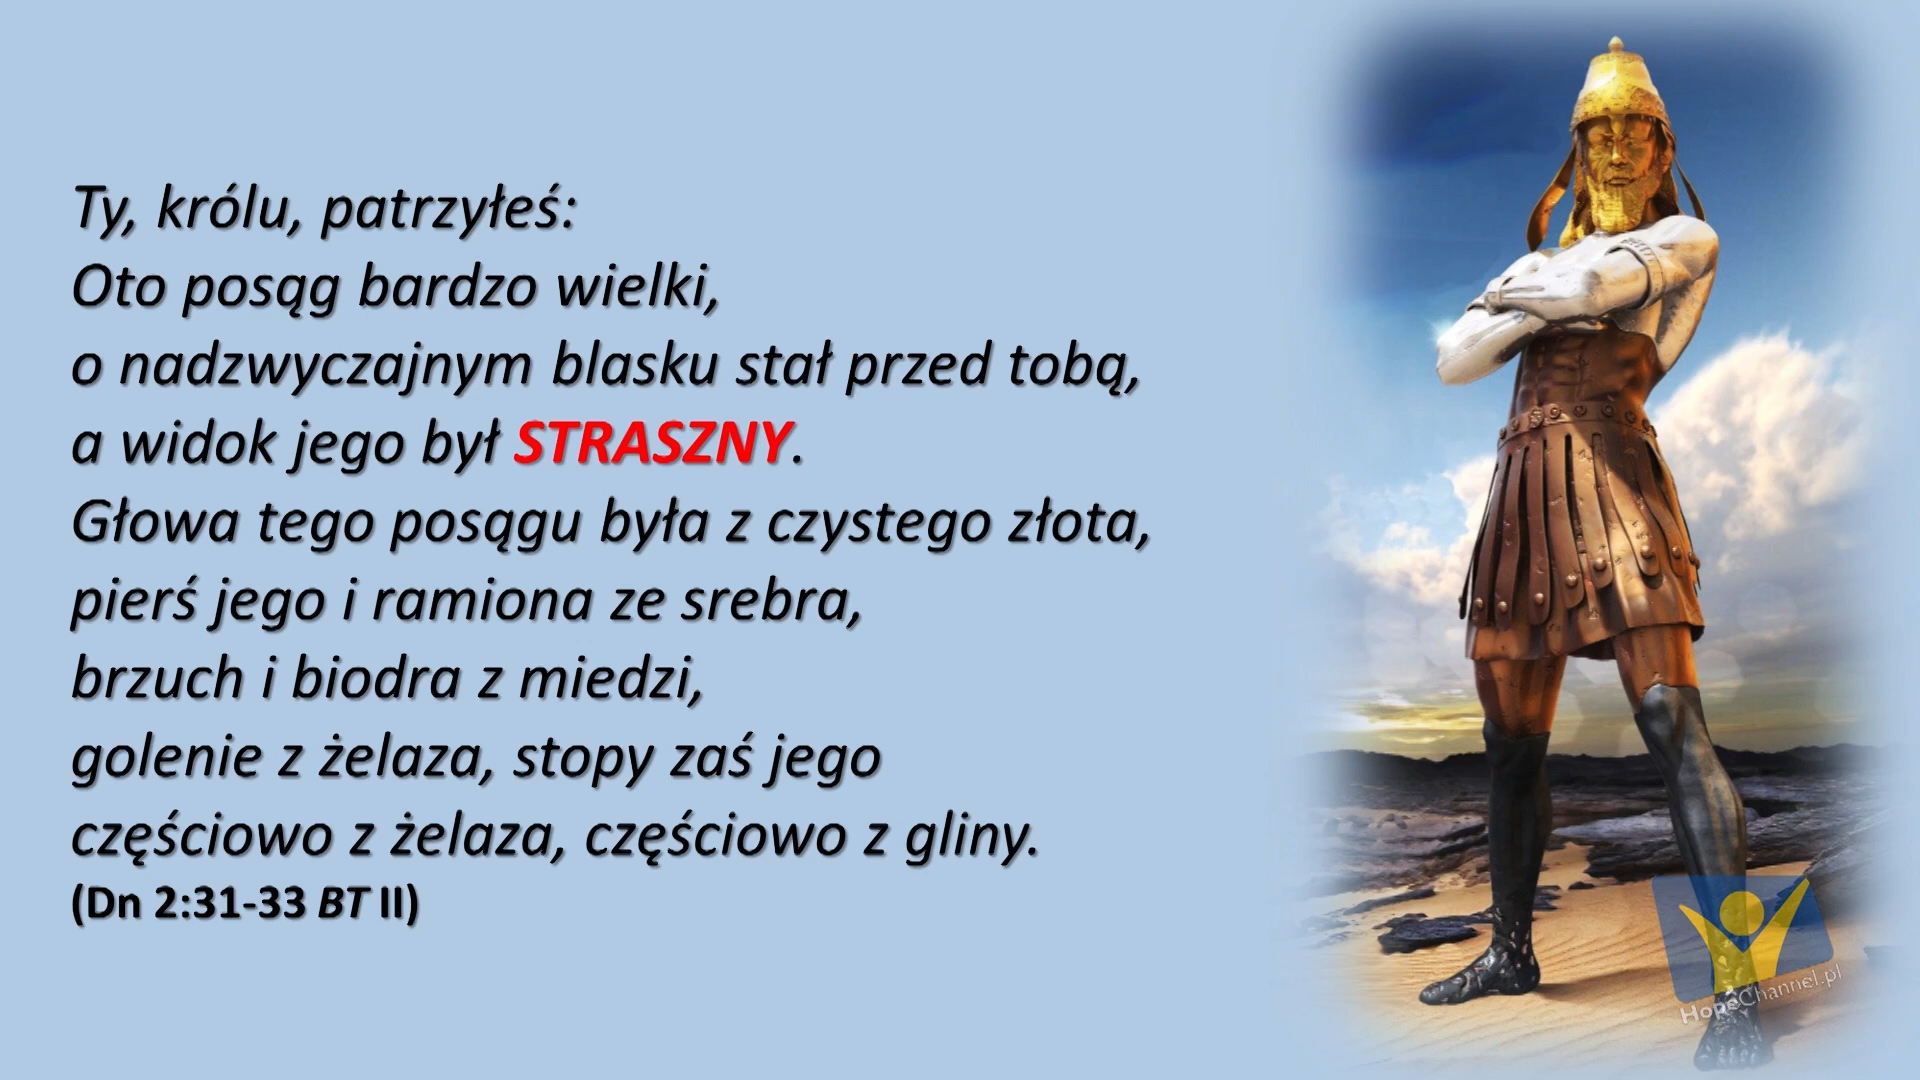 Ty, królu, patrzyłeś:
Oto posąg bardzo wielki,
o nadzwyczajnym blasku stał przed tobą,
a widok jego był STRASZNY.
Głowa tego posągu była z czystego złota,
pierś jego i ramiona ze srebra,
brzuch i biodra z miedzi,
golenie z żelaza, stopy zaś jego
częściowo z żelaza, częściowo z gliny.
(Dn 2:31-33 BT II)
HopeChannel.pl